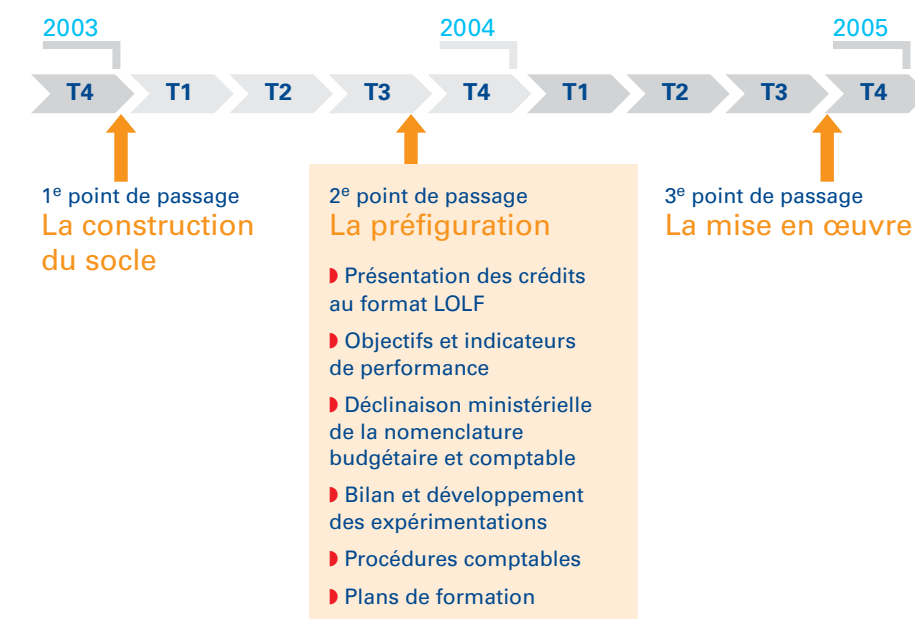 2003 2004 2005
T4 T1 T2 T3 T4 T1 T2 T3 T4
1e point de passage
La construction
du socle
2e point de passage
La préfiguration
Présentation des crédits
au format LOLF
Objectifs et indicateurs
de performance
Déclinaison ministérielle
de la nomenclature
budgétaire et comptable
Bilan et développement
des expérimentations
Procédures comptables
Plans de formation
3e point de passage
La mise en œuvre